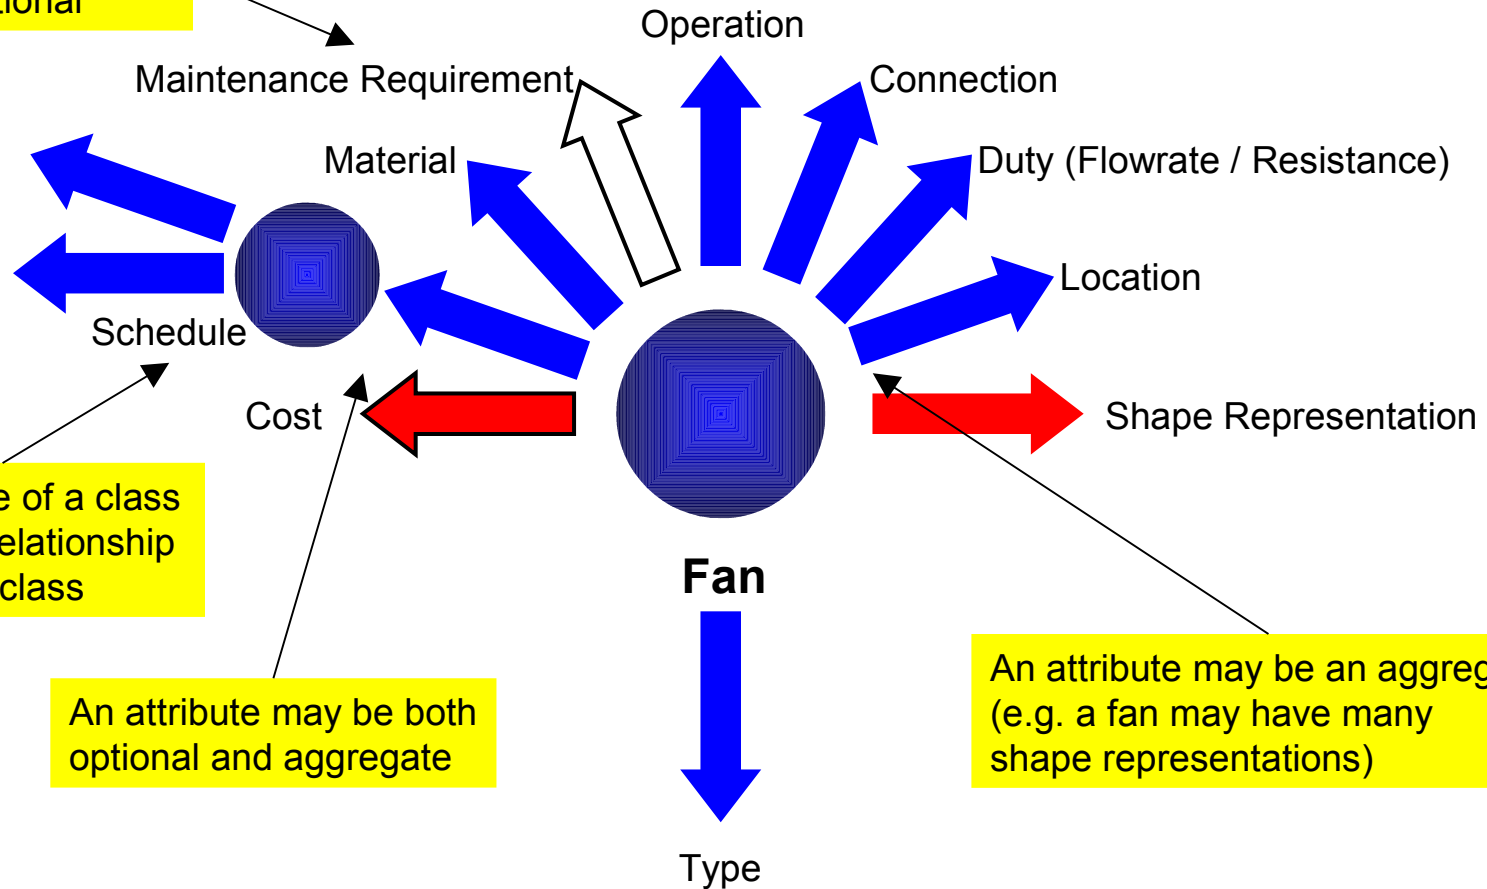 tional
Operation
Maintenance Requirement
Connection
Material
Duty (Flowrate / Resistance)
Location
Schedule
Cost
Shape Representation
e of a class
elationship
class
Fan
An attribute may be both
optional and aggregate
An attribute may be an aggreg
(e.g. a fan may have many
shape representations)
Type